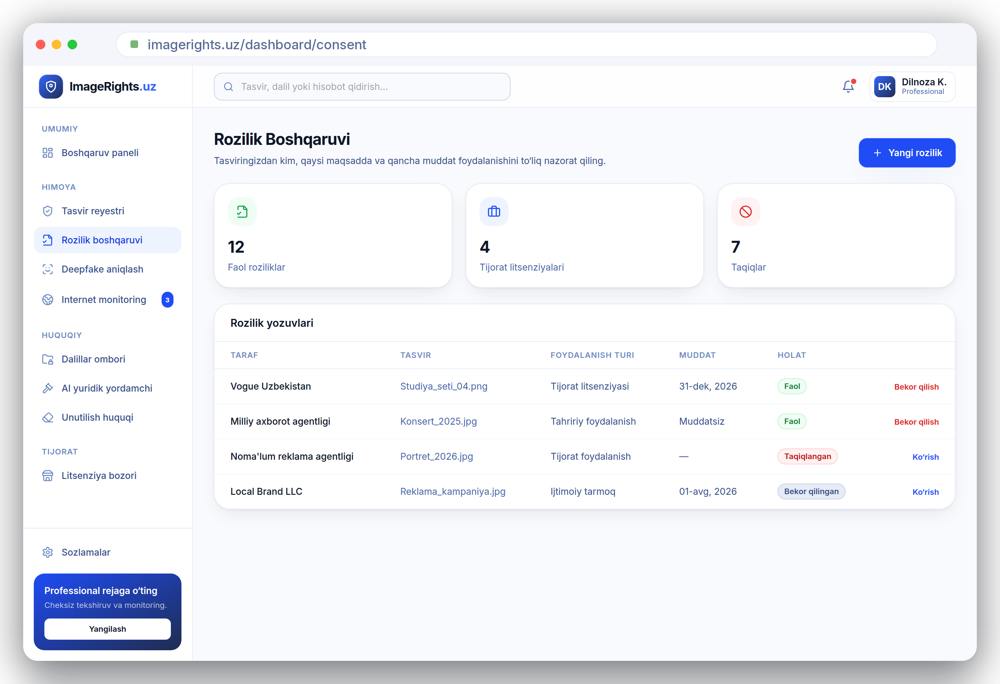 imagerights.uz/dashboard/consent
ImageRights.uz
Tasvir, dalil yoki hisobot qidirish...
DK
Dilnoza K.
Professional
UMUMIY
Boshqaruv paneli
HIMOYA
Tasvir reyestri
Rozilik boshqaruvi
Deepfake aniqlash
Internet monitoring 3
HUQUQIY
Dalillar ombori
AI yuridik yordamchi
Unutilish huquqi
TIJORAT
Litsenziya bozori
Sozlamalar
Professional rejaga o‘ting
Cheksiz tekshiruv va monitoring.
Yangilash
Rozilik Boshqaruvi
Tasviringizdan kim, qaysi maqsadda va qancha muddat foydalanishini to‘liq nazorat qiling.
Yangi rozilik
12
Faol roziliklar
4
Tijorat litsenziyalari
7
Taqiqlar
Rozilik yozuvlari
TARAF TASVIR FOYDALANISH TURI MUDDAT HOLAT
Vogue Uzbekistan Studiya_seti_04.png Tijorat litsenziyasi 31-dek, 2026 Faol Bekor qilish
Milliy axborot agentligi Konsert_2025.jpg Tahririy foydalanish Muddatsiz Faol Bekor qilish
Noma'lum reklama agentligi Portret_2026.jpg Tijorat foydalanish — Taqiqlangan Ko‘rish
Local Brand LLC Reklama_kampaniya.jpg Ijtimoiy tarmoq 01-avg, 2026 Bekor qilingan Ko‘rish